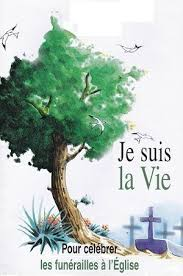 Je suis
la Vie
Pour célébrer
les funérailles à l'Église